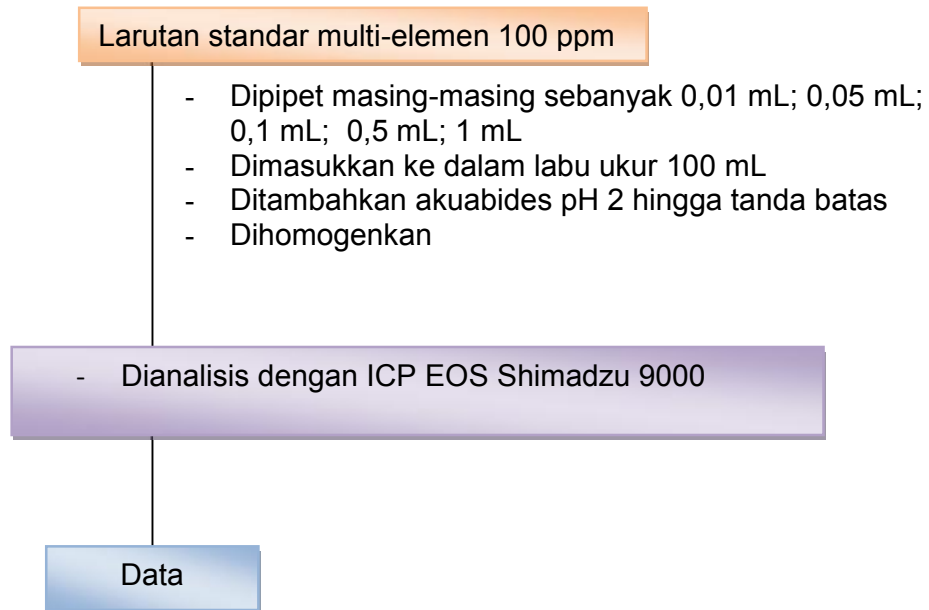 Larutan standar multi-elemen 100 ppm
- Dipipet masing-masing sebanyak 0,01 mL; 0,05 mL;
0,1 mL; 0,5 mL; 1 mL
- Dimasukkan ke dalam labu ukur 100 mL
- Ditambahkan akuabides pH 2 hingga tanda batas
- Dihomogenkan
- Dianalisis dengan ICP EOS Shimadzu 9000
Data